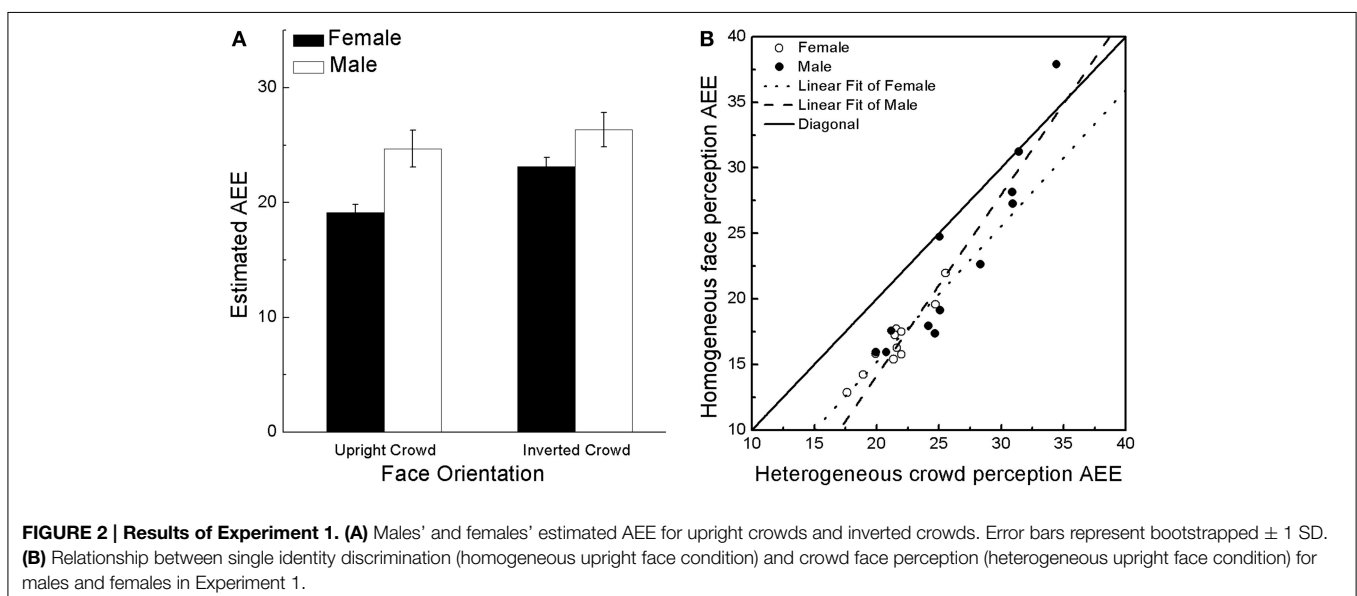 A
Female
Male
30
20
10
0
Estimated AEE
Upright Crowd
Inverted Crowd
Face Orientation
B
Female
Male
Linear Fit of Female
Linear Fit of Male
Diagonal
40
35
30
25
20
15
10
Homogeneous face perception AEE
10 15 20 25 30 35 40
Heterogeneous crowd perception AEE
FIGURE 2 | Results of Experiment 1. (A) Males' and females' estimated AEE for upright crowds and inverted crowds. Error bars represent bootstrapped ± 1 SD.
(B) Relationship between single identity discrimination (homogeneous upright face condition) and crowd face perception (heterogeneous upright face condition) for
males and females in Experiment 1.